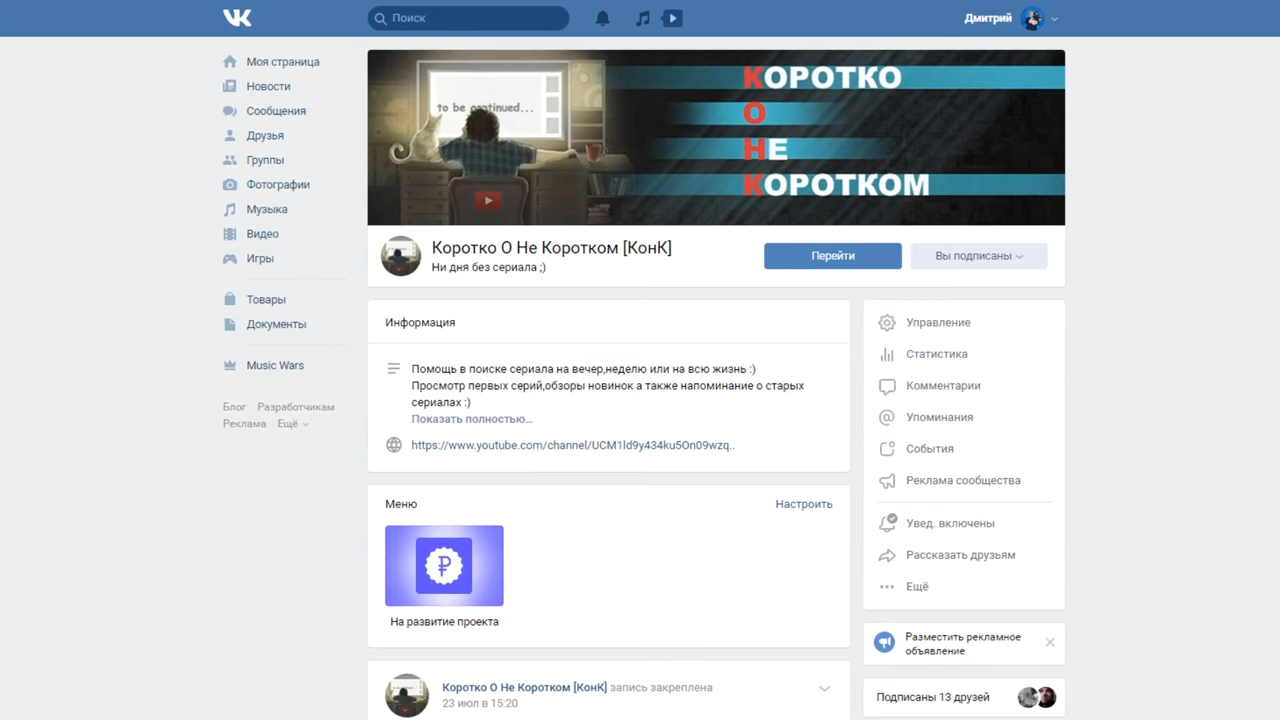 Поиск
Дмитрий
Моя страница
Новости
Сообщения
Друзья
Группы
Фотографии
Музыка
Видео
Игры
Товары
Документы
Music Wars
Блог Разработчикам
Реклама Ещё
to be continued...
КОРОТКО
О
НЕ
КОРОТКОМ
Коротко О Не Коротком [КонК]
Ни дня без сериала ;)
Перейти
Вы подписаны
Информация
Помощь в поиске сериала на вечер,неделю или на всю жизнь :)
Просмотр первых серий,обзоры новинок а также напоминание о старых
сериалах :)
Показать полностью...
https://www.youtube.com/channel/UCM1ld9y434ku5On09wzq..
Меню
Настроить
На развитие проекта
Коротко О Не Коротком [КонК] запись закреплена
23 июл в 15:20
Управление
Статистика
Комментарии
Упоминания
События
Реклама сообщества
Увед. включены
Рассказать друзьям
Ещё
Разместить рекламное
объявление
Подписаны 13 друзей